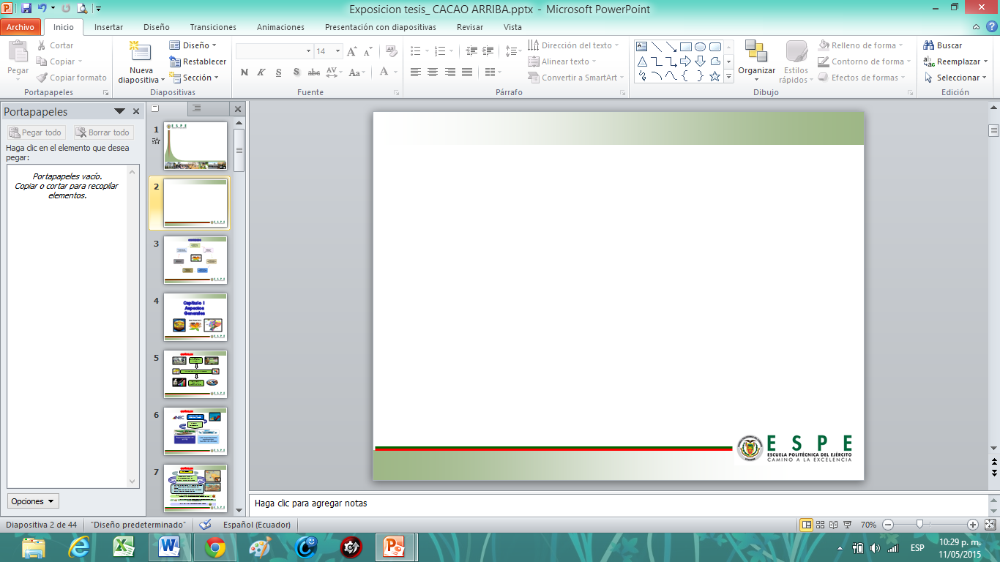 Exposicion tesis_ CACAO ARRIBA.pptx - Microsoft PowerPoint
Archivo Inicio Insertar Diseño Transiciones Animaciones Presentación con diapositivas Revisar Vista
Pegar
Cortar
Copiar
Copiar formato
Portapapeles
Nueva diapositiva
Diseño
Restablecer
Sección
Diapositivas
14
N K S S abc AV Aa A
Fuente
Dirección del texto
Alinear texto
Convertir a SmartArt
Párrafo
Organizar
Estilos rápidos
Relleno de forma
Contorno de forma
Efectos de formas
Dibujo
Buscar
Reemplazar
Seleccionar
Edición
Portapapeles
Pegar todo Borrar todo
Haga clic en el elemento que desea
pegar:
Portapapeles vacío.
Copiar o cortar para recopilar
elementos.
Opciones
1
ESPE
2
3
4
Capítulo I
Aspectos
Generales
5
6
7
E S P E
ESCUELA POLITÉCNICA DEL EJÉRCITO
CAMINO A LA EXCELENCIA
Haga clic para agregar notas
Diapositiva 2 de 44 "Diseño predeterminado" Español (Ecuador) 70%
ESP
10:29 p. m.
11/05/2015